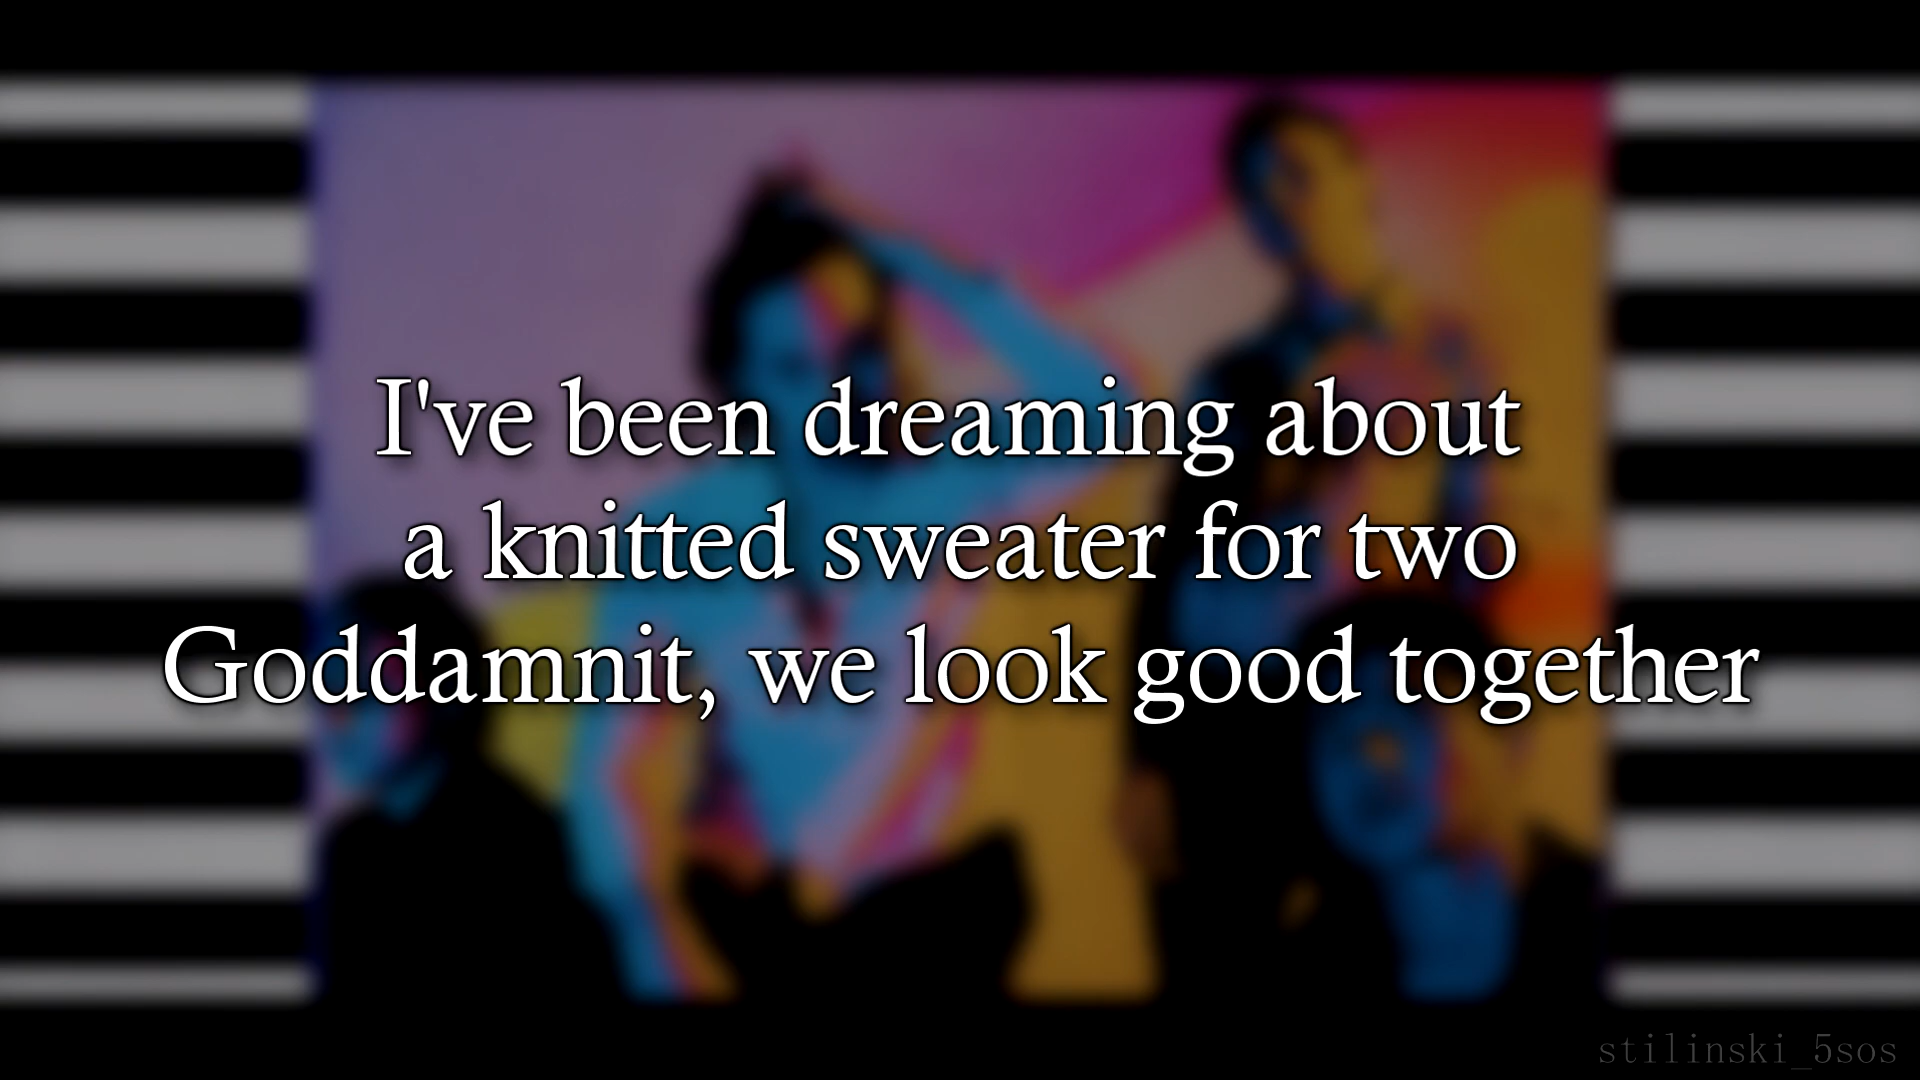 I've been dreaming about
a knitted sweater for two
Goddamnit, we look good together
stilinski_5sos